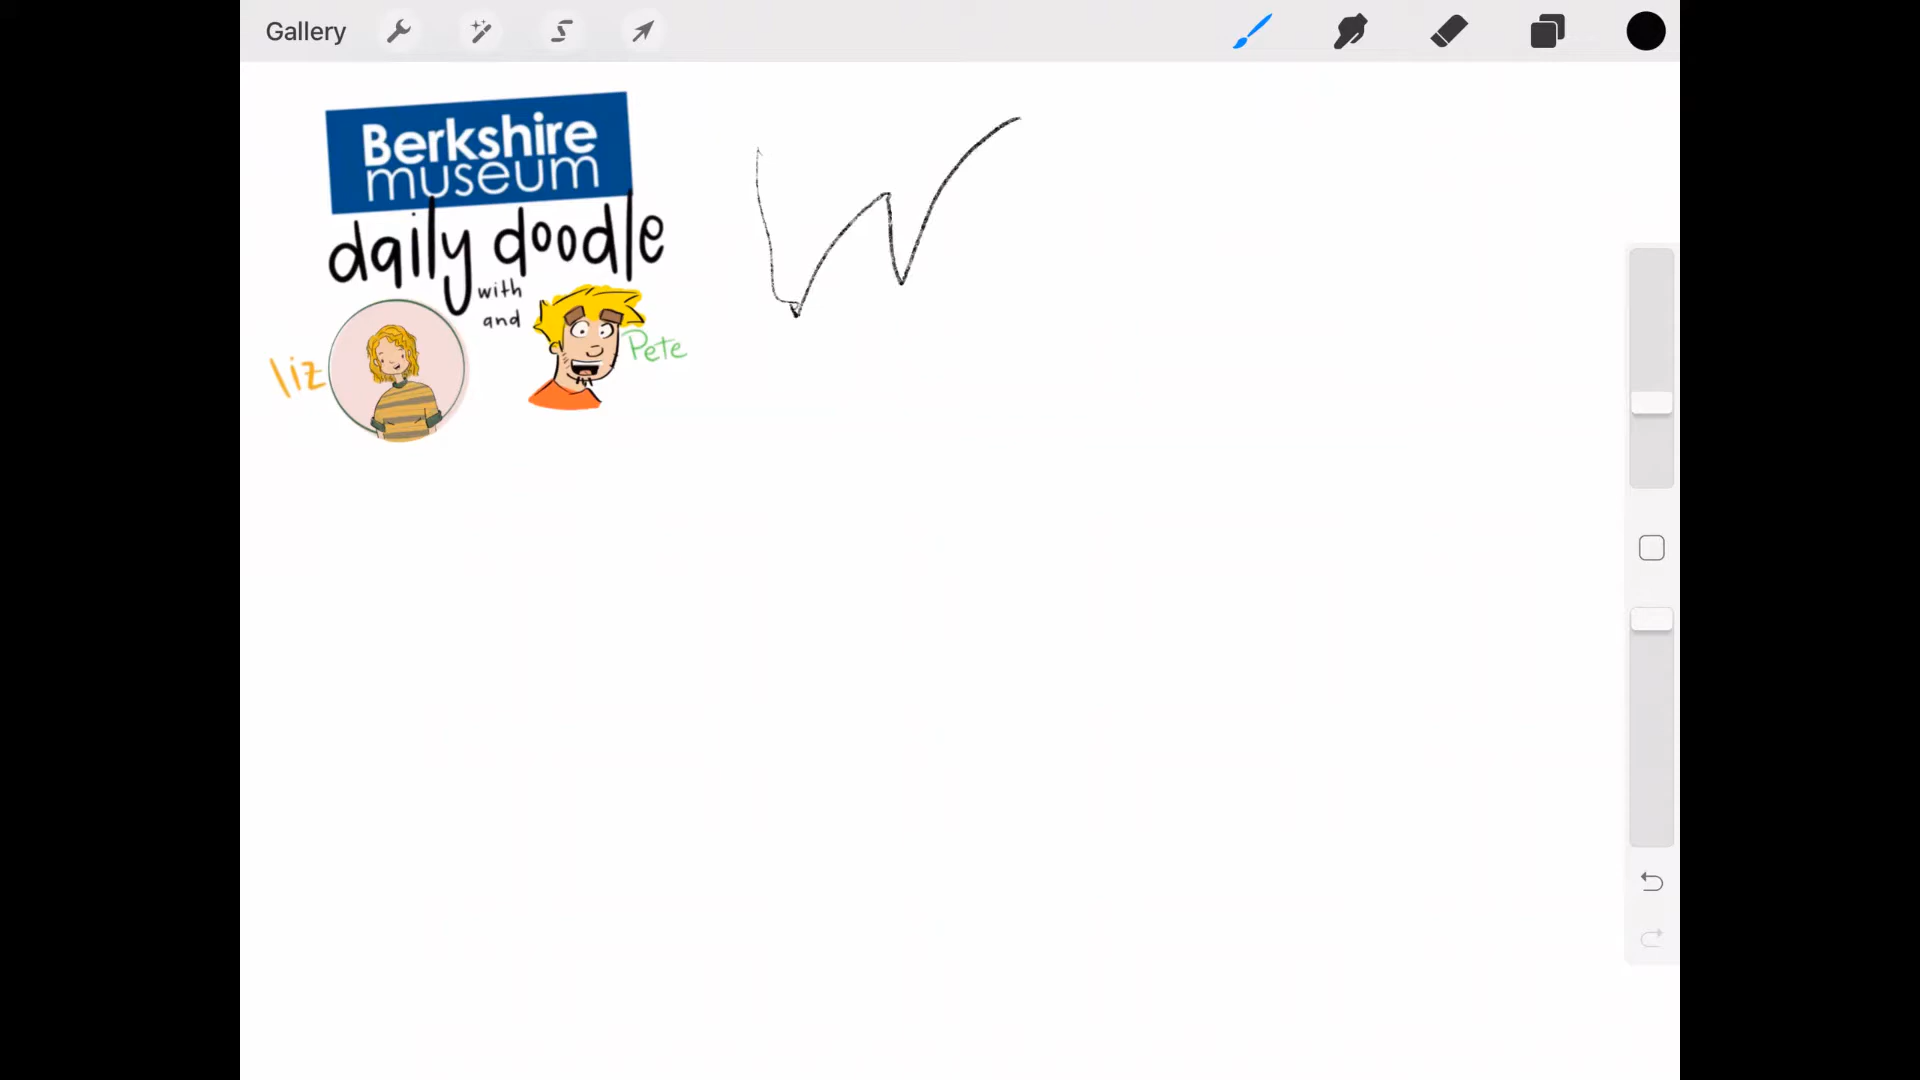 Gallery
Berkshire
museum
W
daily doodle
with
and
liz
Pete